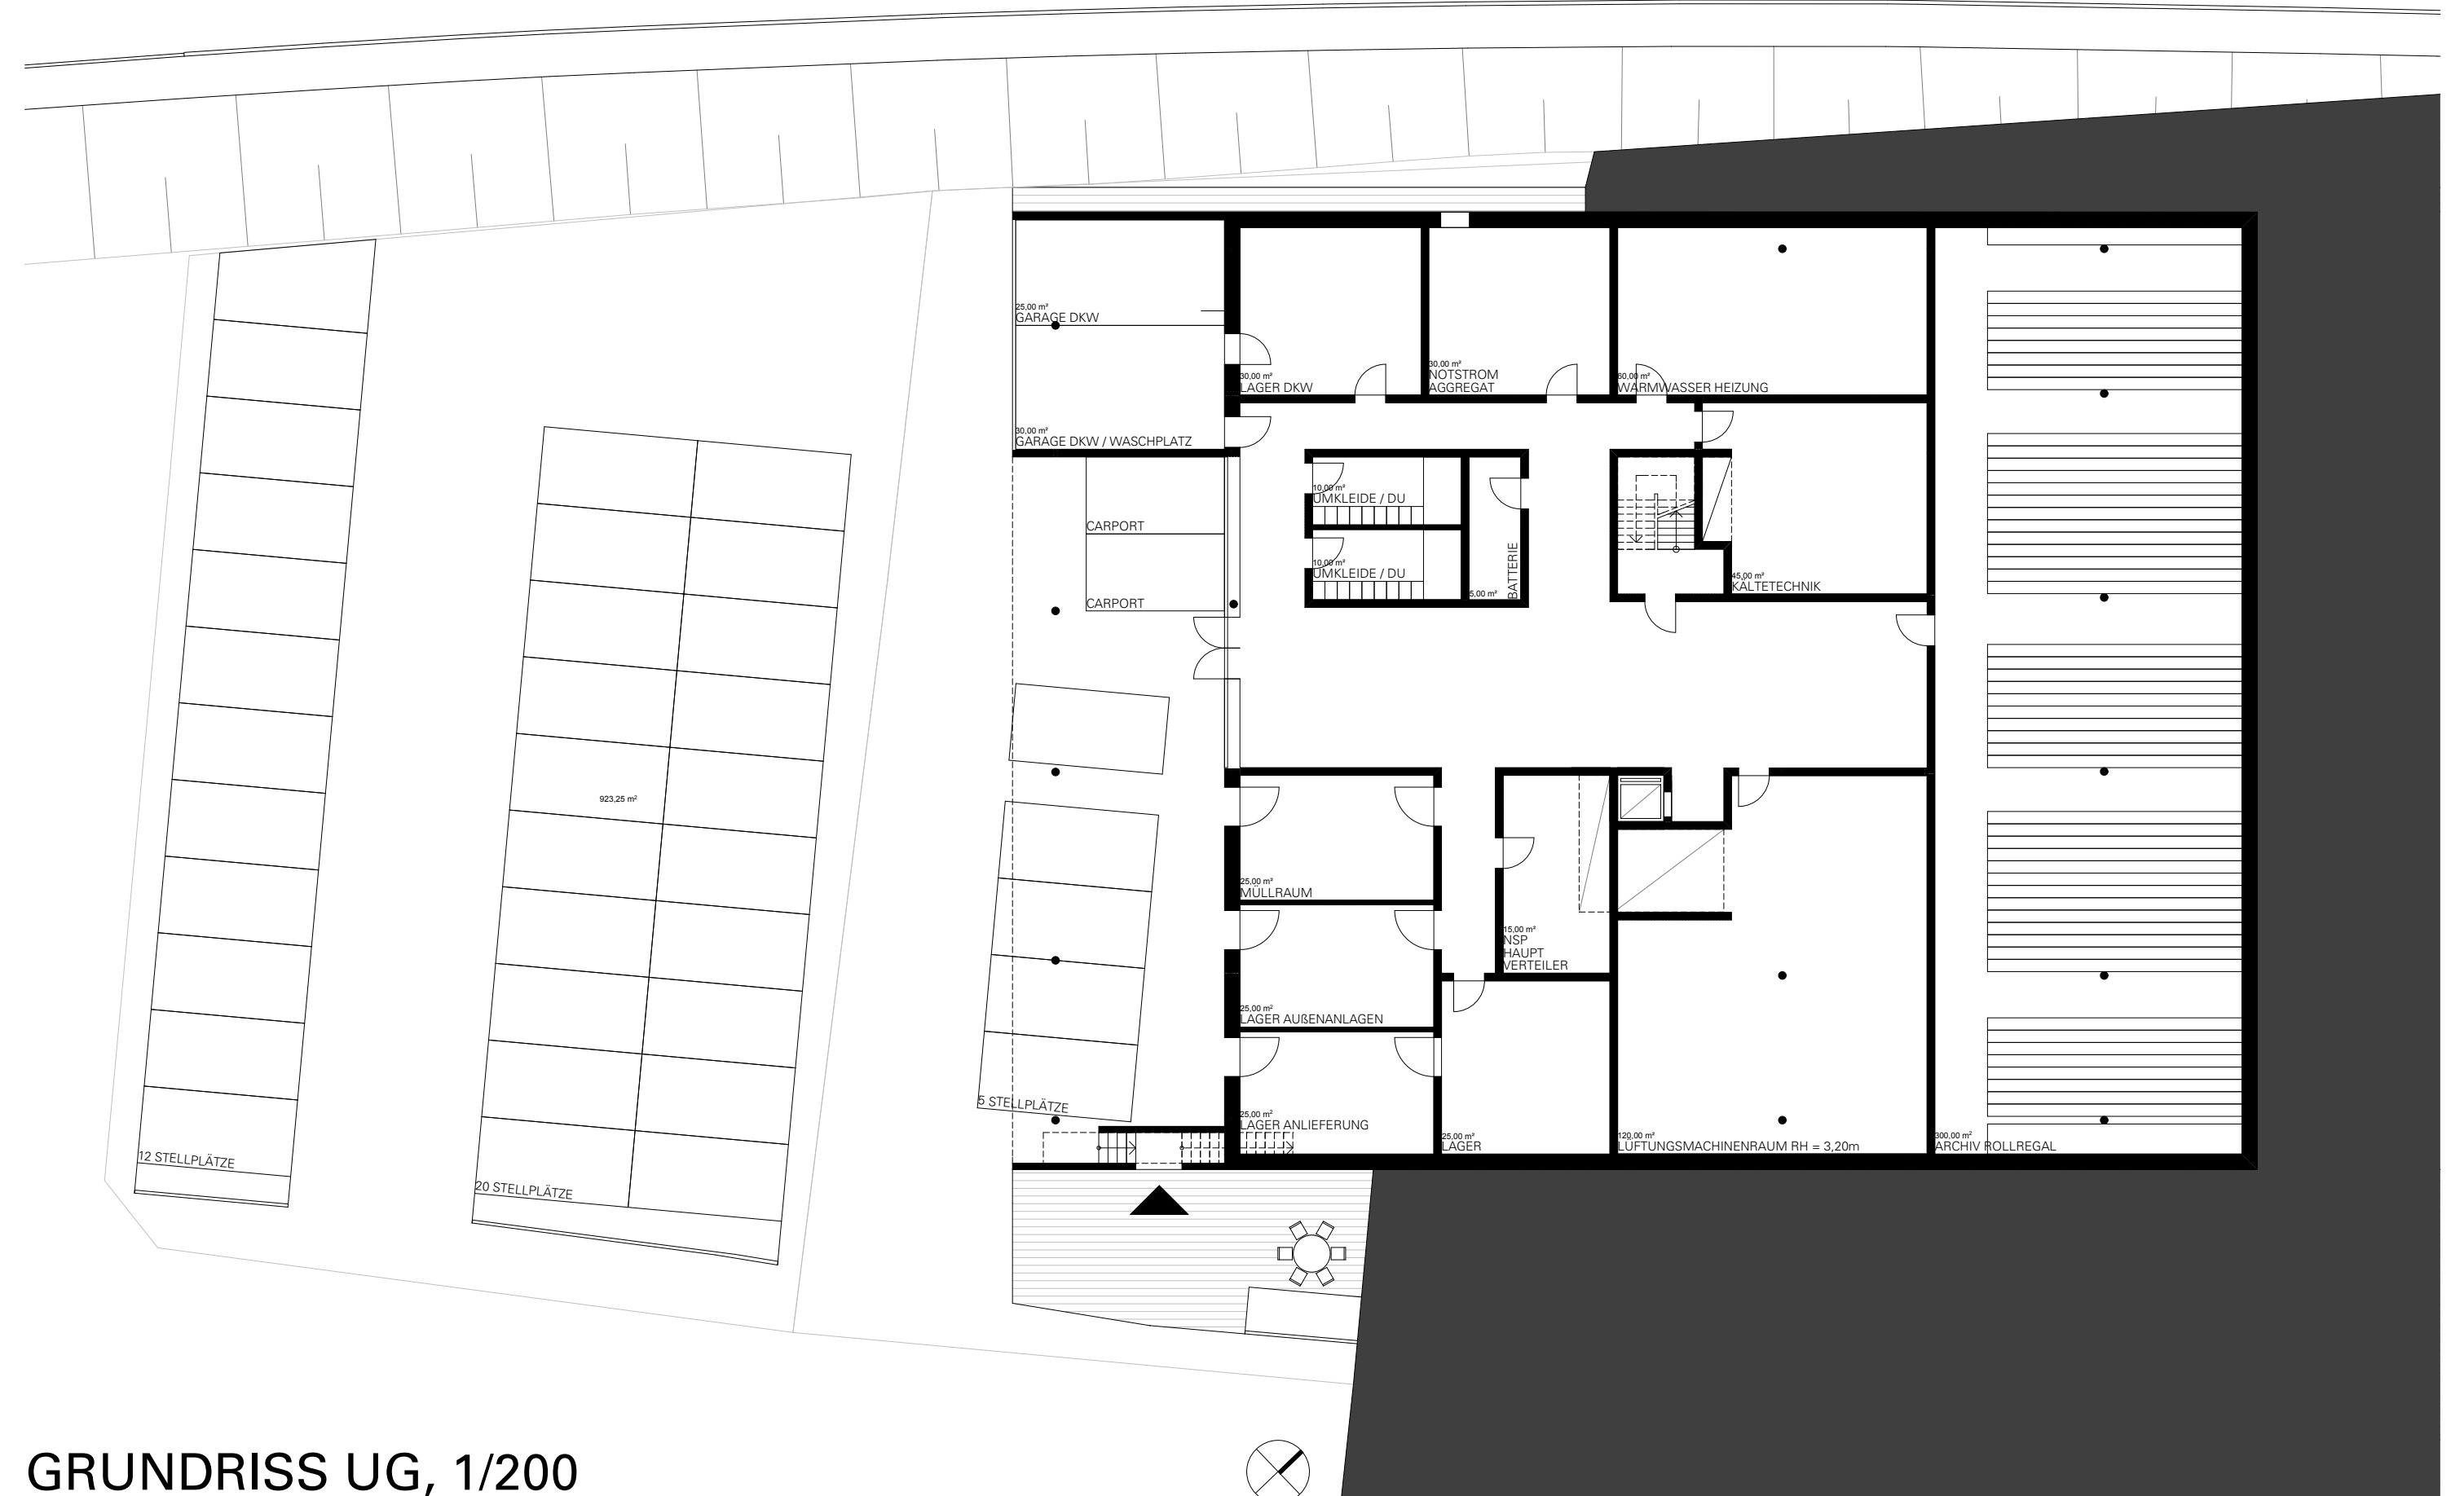 25,00 m²
GARAGE DKW
30,00 m²
GARAGE DKW / WASCHPLATZ
30,00 m²
LAGER DKW
30,00 m²
NOTSTROM
AGGREGAT
60,00 m²
WARMWASSER HEIZUNG
CARPORT
CARPORT
10,00 m²
UMKLEIDE / DU
10,00 m²
UMKLEIDE / DU
5,00 m²
BATTERIE
45,00 m²
KÄLTETECHNIK
923,25 m²
25,00 m²
MÜLLRAUM
15,00 m²
NSP
HAUPT
VERTEILER
25,00 m²
LAGER AUßENANLAGEN
25,00 m²
LAGER ANLIEFERUNG
25,00 m²
LAGER
120,00 m²
LÜFTUNGSMACHINENRAUM RH = 3,20m
300,00 m²
ARCHIV ROLLREGAL
5 STELLPLÄTZE
12 STELLPLÄTZE
20 STELLPLÄTZE
GRUNDRISS UG, 1/200